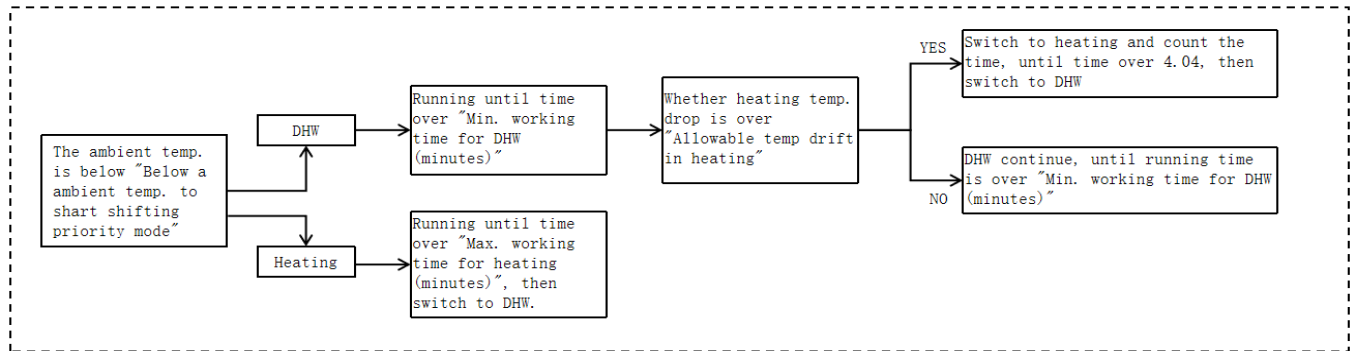 The ambient temp.
is below "Below a
ambient temp. to
shart shifting
priority mode"
DHW
Heating
Running until time
over "Min. working
time for DHW
(minutes)"
Running until time
over "Max. working
time for heating
(minutes)", then
switch to DHW.
Whether heating temp.
drop is over
"Allowable temp drift
in heating"
YES
Switch to heating and count the
time, until time over 4.04, then
switch to DHW
NO
DHW continue, until running time
is over "Min. working time for DHW
(minutes)"